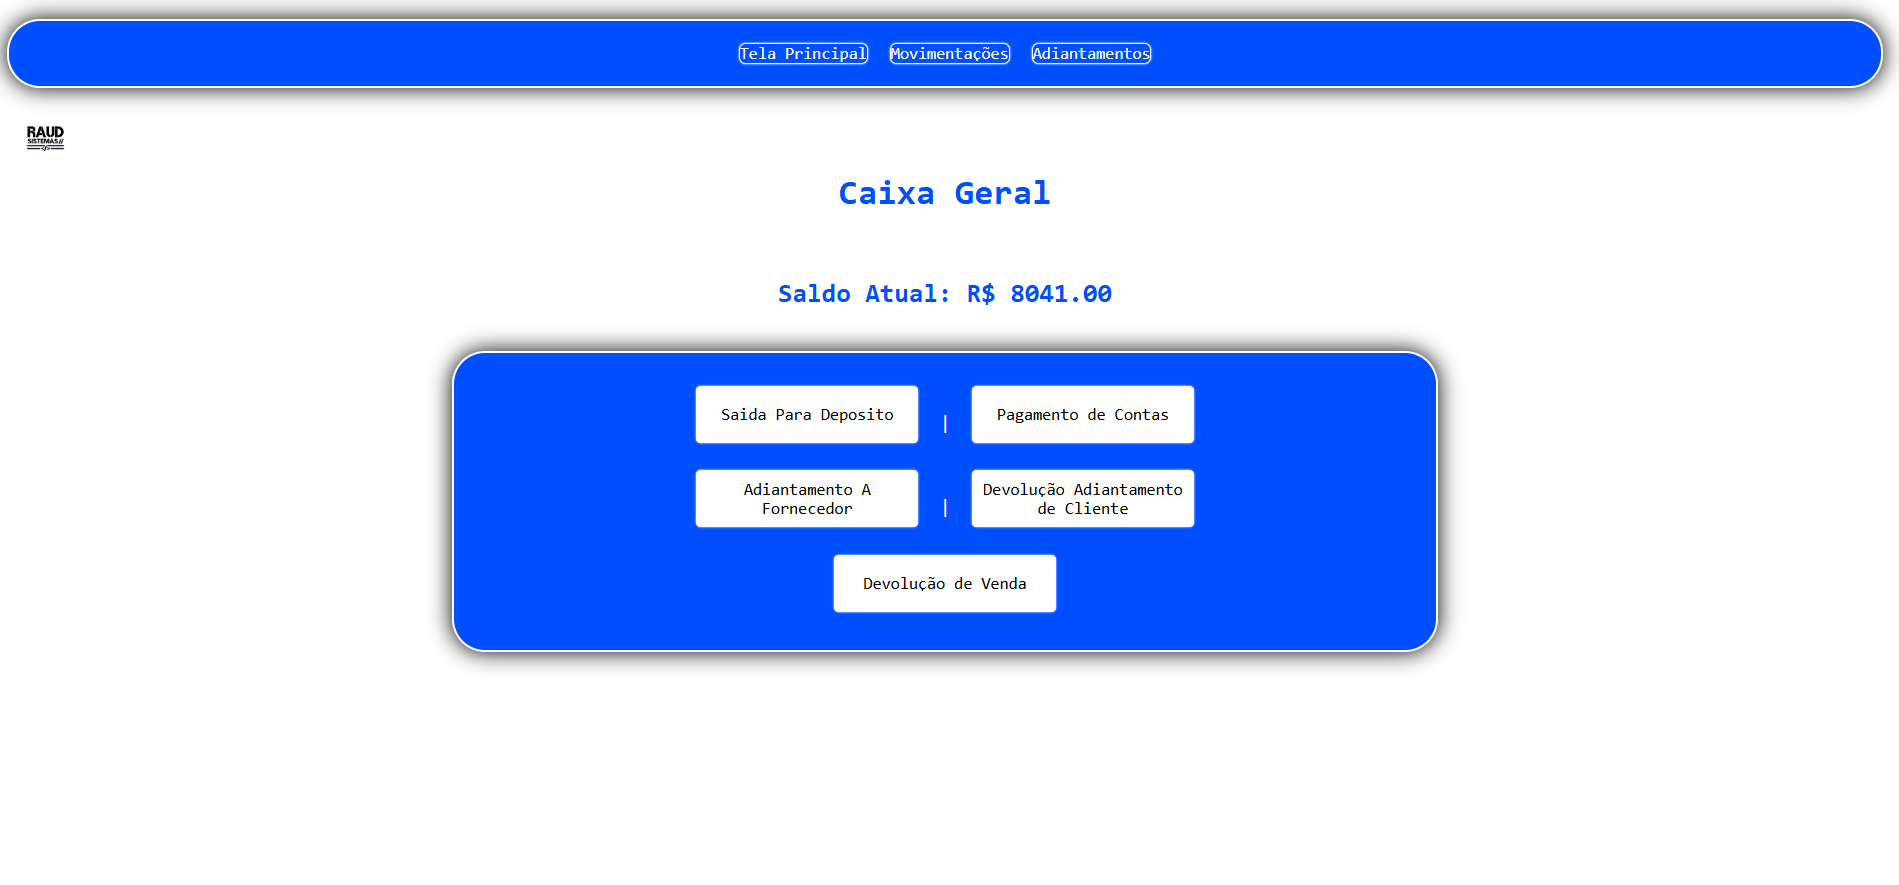 Tela Principal Movimentações Adiantamentos
RAUD
SISTEMAS//
Caixa Geral
Saldo Atual: R$ 8041.00
Saida Para Deposito | Pagamento de Contas
Adiantamento A
Fornecedor
|
Devolução Adiantamento
de Cliente
Devolução de Venda